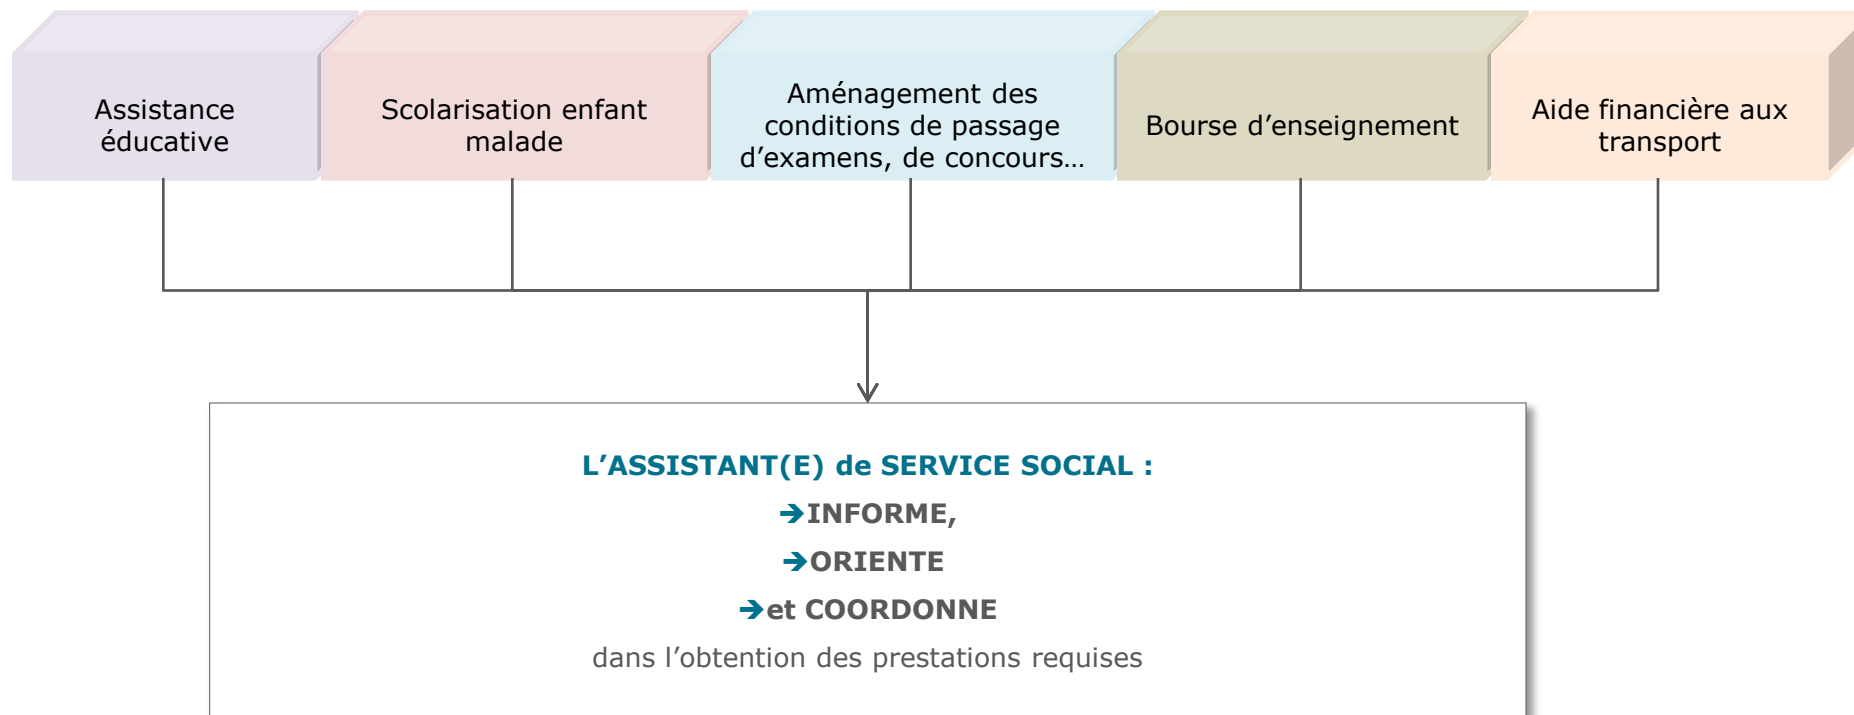 Assistance
éducative
Scolarisation enfant
malade
Aménagement des
conditions de passage
d’examens, de concours…
Bourse d’enseignement
Aide financière aux
transport
L’ASSISTANT(E) de SERVICE SOCIAL :
➔INFORME,
➔ORIENTE
➔et COORDONNE
dans l’obtention des prestations requises